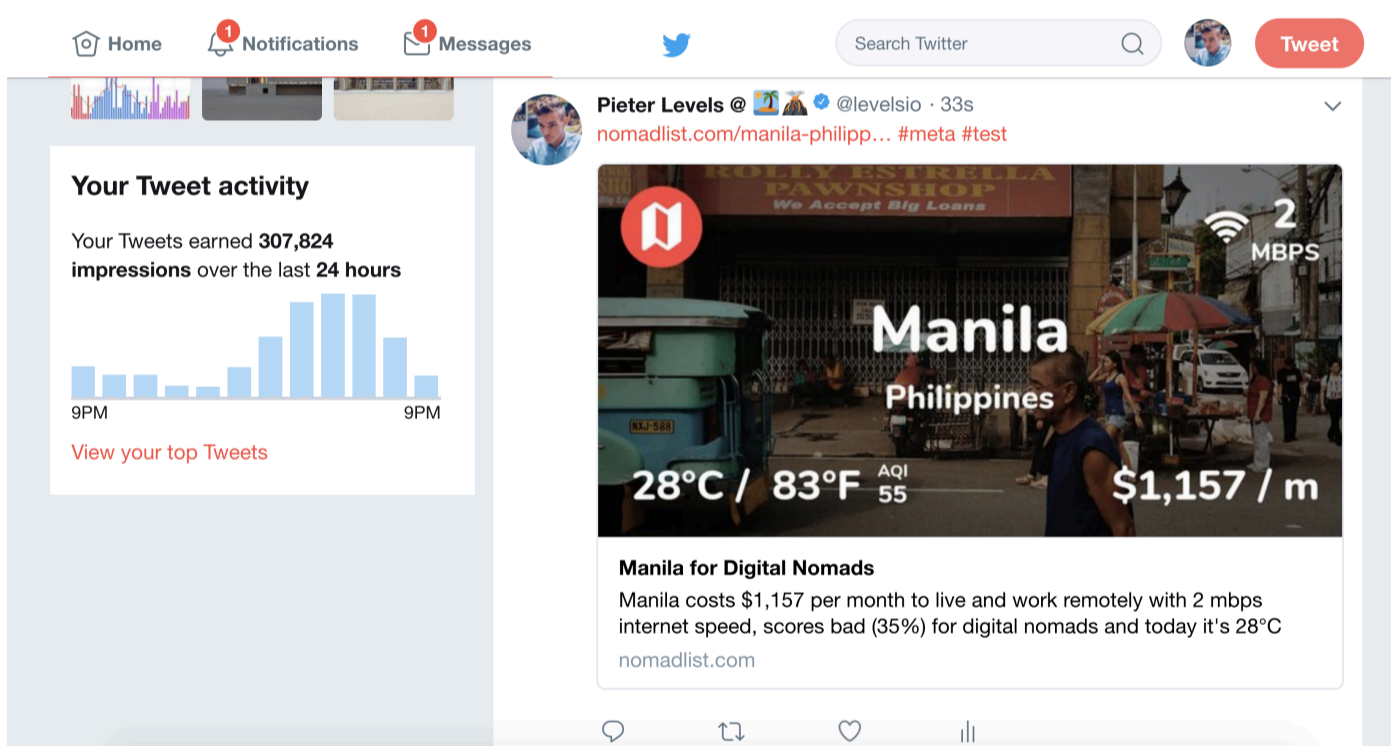 Home
1
Notifications
1
Messages
Search Twitter
Tweet
Your Tweet activity
Your Tweets earned 307,824
impressions over the last 24 hours
9PM
9PM
View your top Tweets
Pieter Levels @ 🏝️🌋 @levelsio · 33s
nomadlist.com/manila-philipp… #meta #test
ROLLY ESTRELLA
PAWNSHOP
We Accept Big Loans
2
MBPS
Manila
Philippines
NXJ-588
28°C / 83°F
AQI
55
$1,157 / m
Manila for Digital Nomads
Manila costs $1,157 per month to live and work remotely with 2 mbps
internet speed, scores bad (35%) for digital nomads and today it's 28°C
nomadlist.com